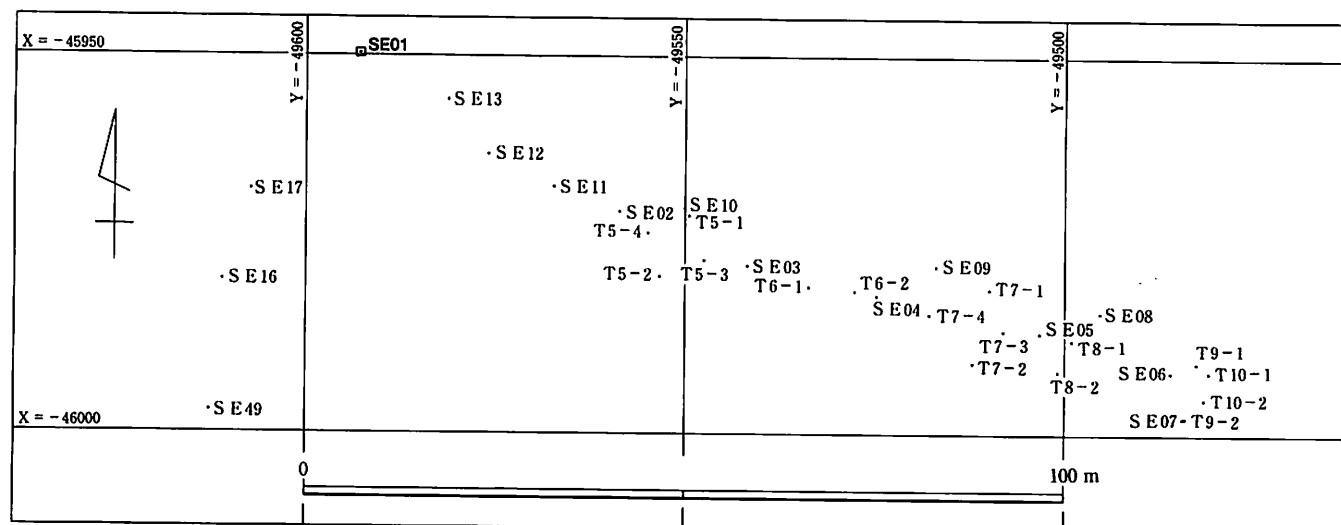 X = -45950
Y = -49600
SE01
Y = -49550
Y = -49500
SE13
SE12
SE17
SE11
SE02
SE10
T5-1
T5-4
SE16
T5-2
T5-3
SE03
T6-1
T6-2
SE04
SE09
T7-1
T7-4
SE05
SE08
T7-3
T8-1
T7-2
T8-2
T9-1
SE06
T10-1
T10-2
SE49
X = -46000
SE07
T9-2
0
100 m